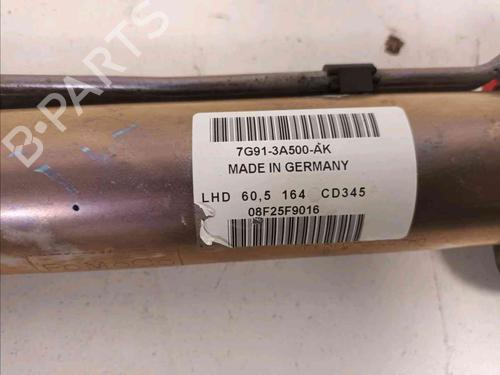 B-PARTS
7G91-3A500-AK
MADE IN GERMANY
LHD 60,5 164 CD345
08F25F9016